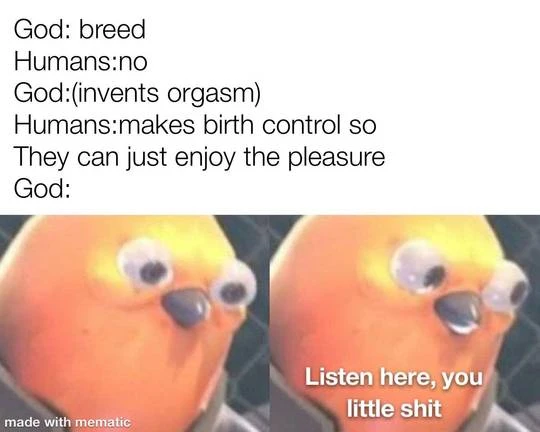 God: breed
Humans:no
God:(invents orgasm)
Humans:makes birth control so
They can just enjoy the pleasure
God:
Listen here, you
little shit
made with mematic